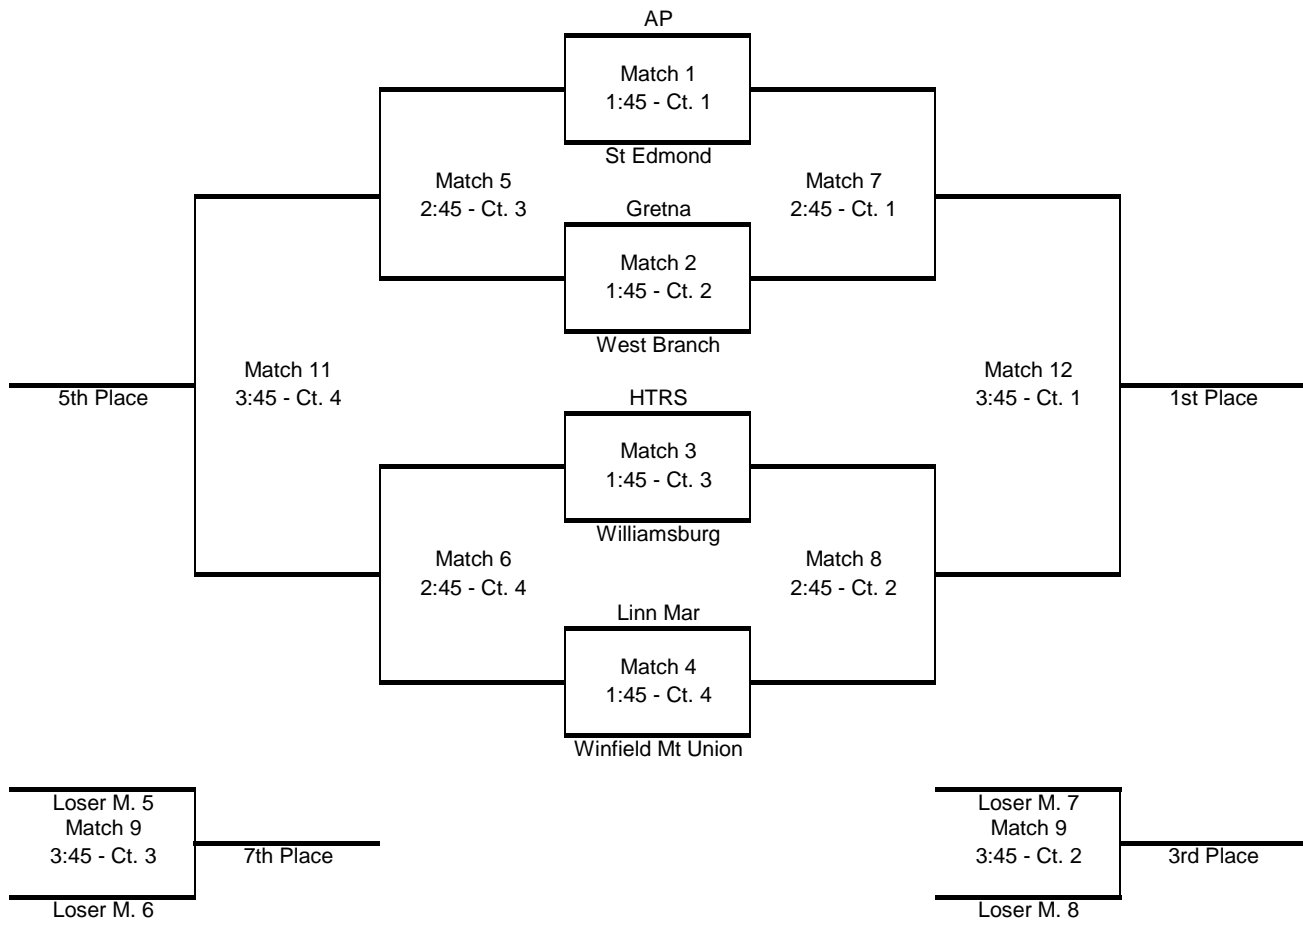 AP
Match 1
1:45 - Ct. 1
St Edmond
Match 5
2:45 - Ct. 3
Match 7
2:45 - Ct. 1
Gretna
Match 2
1:45 - Ct. 2
West Branch
Match 11
3:45 - Ct. 4
5th Place
Match 12
3:45 - Ct. 1
1st Place
HTRS
Match 3
1:45 - Ct. 3
Williamsburg
Match 6
2:45 - Ct. 4
Match 8
2:45 - Ct. 2
Linn Mar
Match 4
1:45 - Ct. 4
Winfield Mt Union
Loser M. 5
Match 9
3:45 - Ct. 3
7th Place
Loser M. 6
Loser M. 7
Match 9
3:45 - Ct. 2
3rd Place
Loser M. 8